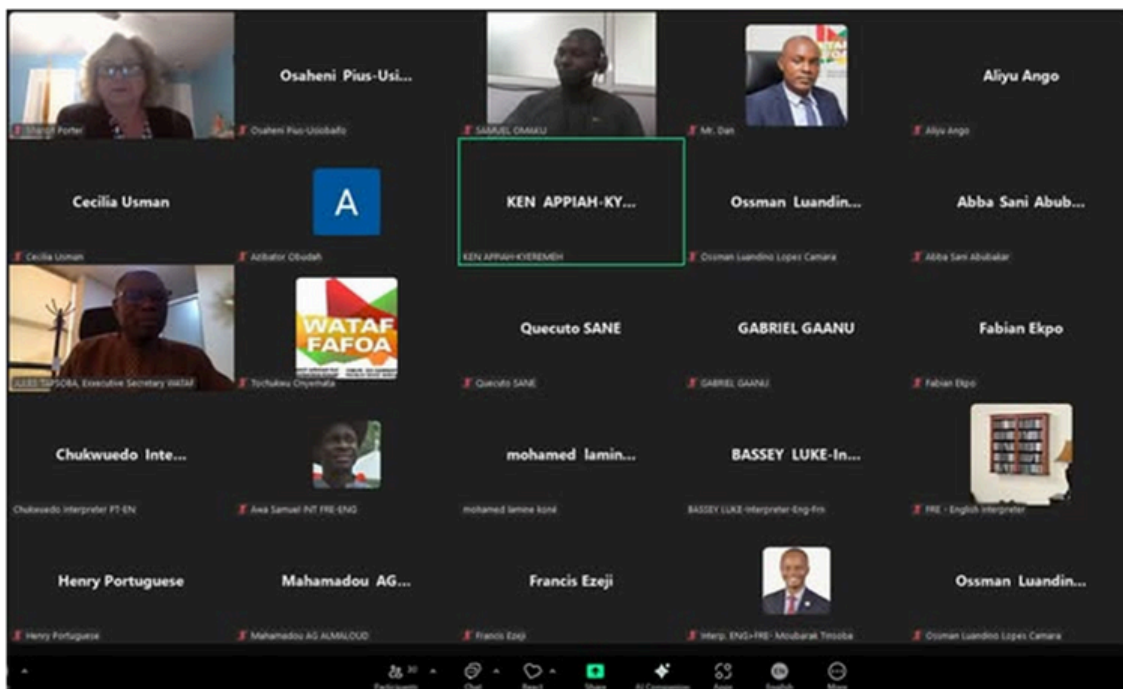 Porter
Osaheni Pius-Usi...
Osaheni Pius-Usiobaifo
SAMUEL OMAKU
WATAF
FAFOA
Mr. Dan
Aliyu Ango
Aliyu Ango
Cecilia Usman
Cecilia Usman
A
Azibator Obudah
KEN APPIAH-KY...
KEN APPIAH-KYEREMEH
Ossman Luandin...
Ossman Luandino Lopes Camara
Abba Sani Abub...
Abba Sani Abubakar
JULES TAPSOBA, Executive Secretary WATAF
WATAF
FAFOA
Tochukwu Onyemata
Quecuto SANE
Quecuto SANE
GABRIEL GAANU
GABRIEL GAANU
Fabian Ekpo
Fabian Ekpo
Chukwuedo Inte...
Chukwuedo Interpreter PT-EN
Awa Samuel INT FRE-ENG
mohamed lamin...
mohamed lamine koné
BASSEY LUKE-In...
BASSEY LUKE-Interpreter-Eng-Frn
FRE - English Interpreter
Henry Portuguese
Henry Portuguese
Mahamadou AG...
Mahamadou AG ALMALOUD
Francis Ezeji
Francis Ezeji
Interp. ENG>FRE- Moubarak Tinsoba
Ossman Luandin...
Ossman Luandino Lopes Camara
30
EN
Participants
Chat
React
Share
AI Companion
Apps
English
More